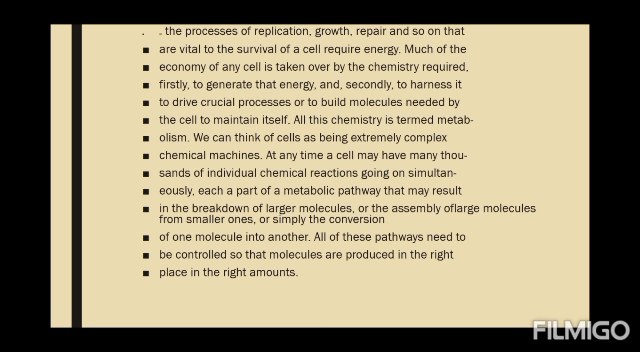 . . the processes of replication, growth, repair and so on that
■ are vital to the survival of a cell require energy. Much of the
■ economy of any cell is taken over by the chemistry required,
■ firstly, to generate that energy, and, secondly, to harness it
■ to drive crucial processes or to build molecules needed by
■ the cell to maintain itself. All this chemistry is termed metab-
■ olism. We can think of cells as being extremely complex
■ chemical machines. At any time a cell may have many thou-
■ sands of individual chemical reactions going on simultan-
■ eously, each a part of a metabolic pathway that may result
■ in the breakdown of larger molecules, or the assembly oflarge molecules
from smaller ones, or simply the conversion
■ of one molecule into another. All of these pathways need to
■ be controlled so that molecules are produced in the right
■ place in the right amounts.
FILMIGO